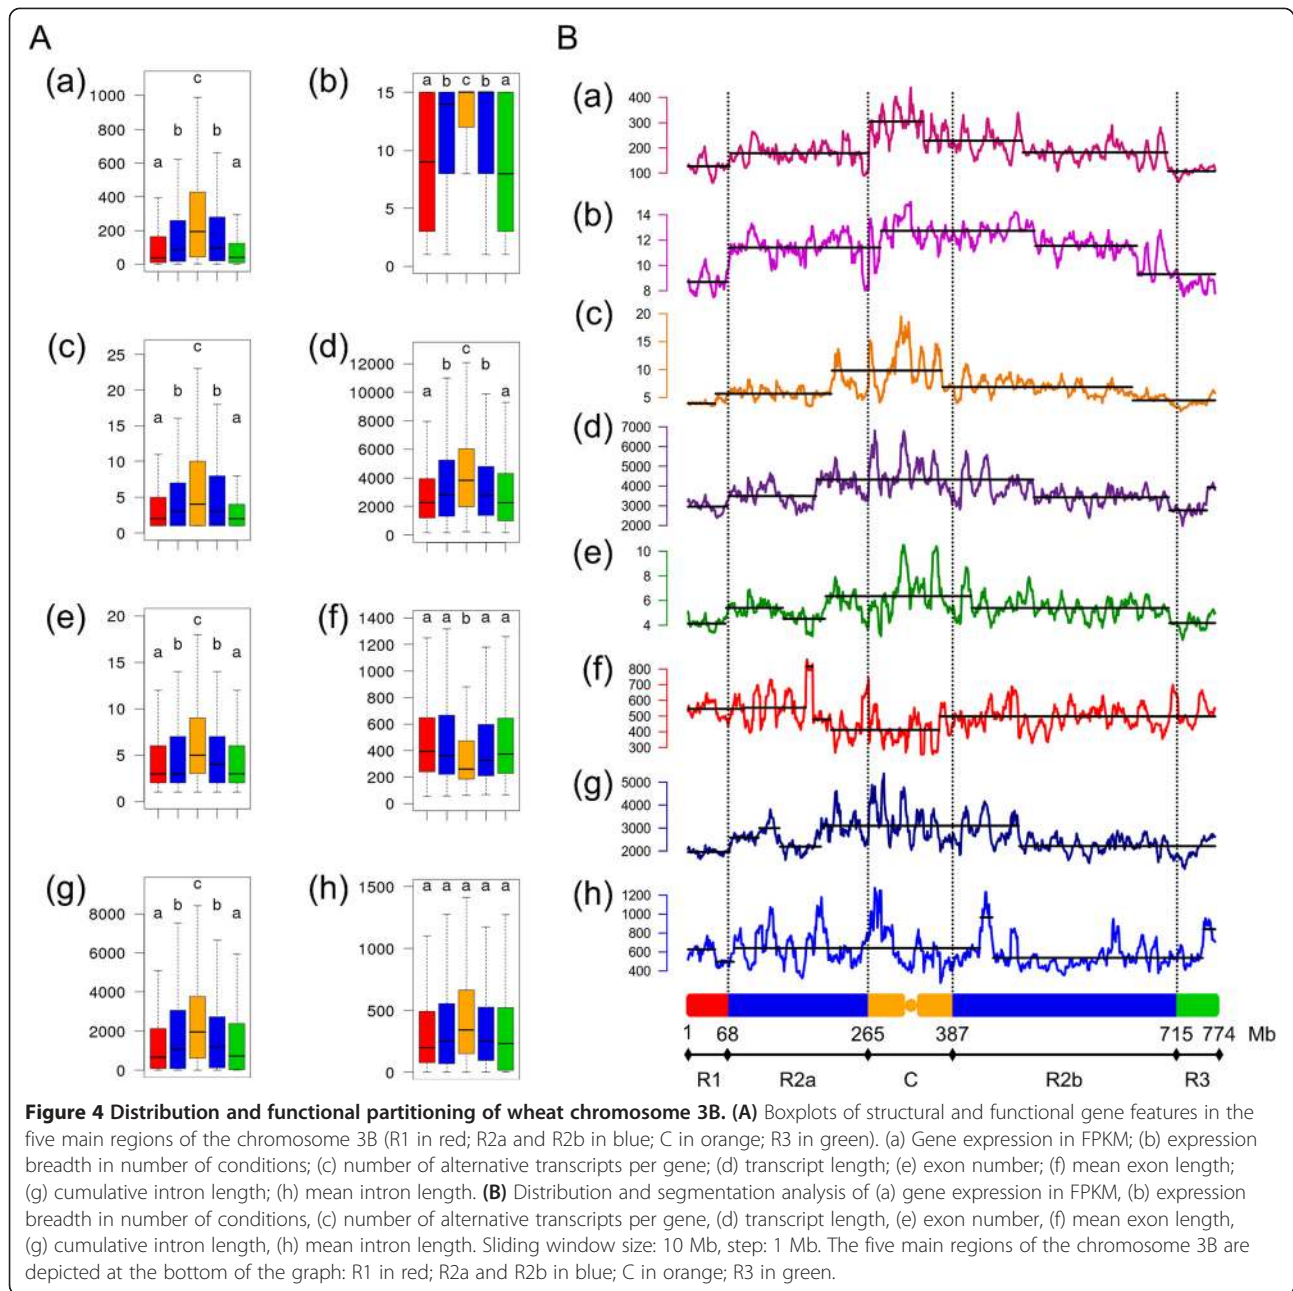 A
B
(a)
1000
800
600
400
200
0
a
b
c
b
a
(b)
15
10
5
0
a b c b a
(c)
25
20
15
10
5
0
a
b
c
b
a
(d)
12000
10000
8000
6000
4000
2000
0
a
b
c
b
a
(e)
20
15
10
5
0
a
b
c
b
a
(f)
1400
1200
1000
800
600
400
200
0
a a b a a
(g)
8000
6000
4000
2000
0
a
b
c
b
a
(h)
1500
1000
500
0
a a a a a
(a)
400
300
200
100
(b)
14
12
10
8
(c)
20
15
10
5
(d)
7000
6000
5000
4000
3000
2000
(e)
10
8
6
4
(f)
800
700
600
500
400
300
(g)
5000
4000
3000
2000
(h)
1200
1000
800
600
400
1 68 265 387 715 774 Mb
R1 R2a C R2b R3
Figure 4 Distribution and functional partitioning of wheat chromosome 3B. (A) Boxplots of structural and functional gene features in the
five main regions of the chromosome 3B (R1 in red; R2a and R2b in blue; C in orange; R3 in green). (a) Gene expression in FPKM; (b) expression
breadth in number of conditions; (c) number of alternative transcripts per gene; (d) transcript length; (e) exon number; (f) mean exon length;
(g) cumulative intron length; (h) mean intron length. (B) Distribution and segmentation analysis of (a) gene expression in FPKM, (b) expression
breadth in number of conditions, (c) number of alternative transcripts per gene, (d) transcript length, (e) exon number, (f) mean exon length,
(g) cumulative intron length, (h) mean intron length. Sliding window size: 10 Mb, step: 1 Mb. The five main regions of the chromosome 3B are
depicted at the bottom of the graph: R1 in red; R2a and R2b in blue; C in orange; R3 in green.